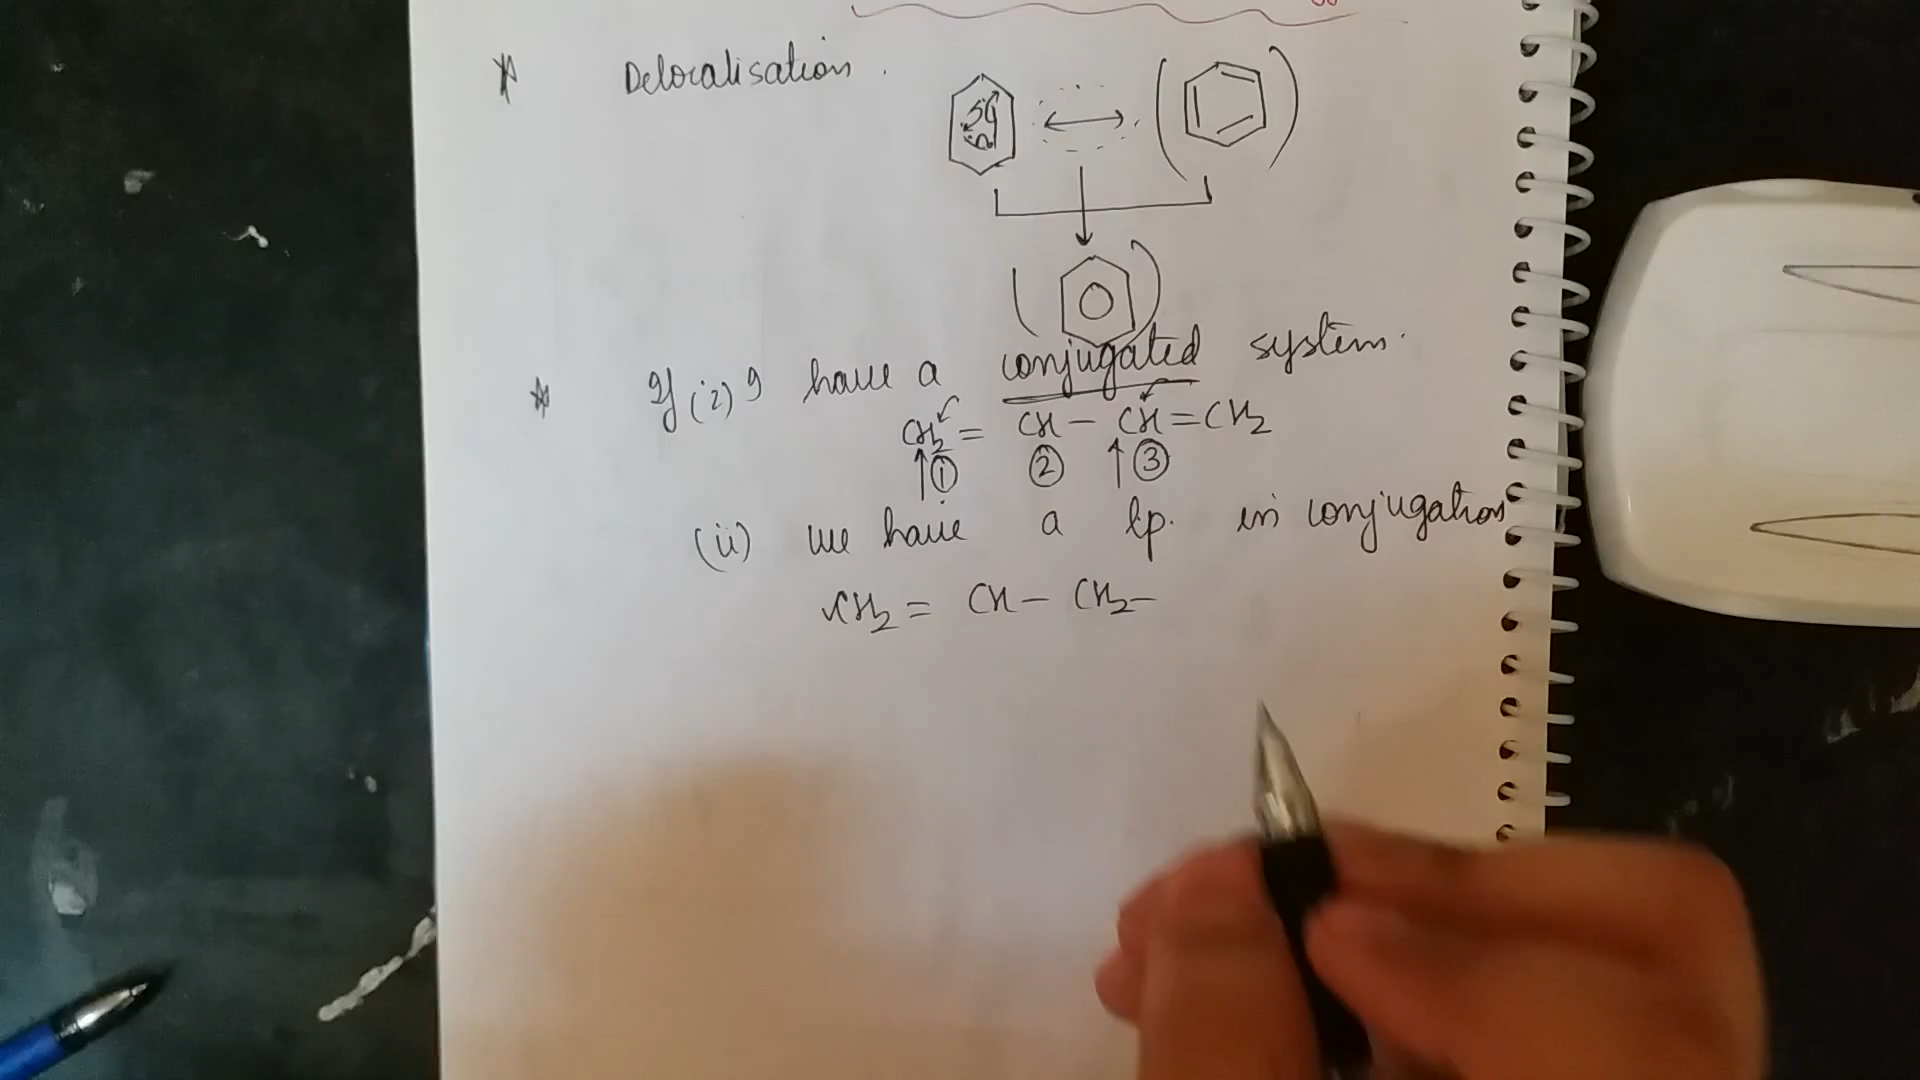 ☆ Delocalisation.
☆ If (i) I have a conjugated system.
CH₂ = CH – CH = CH₂
↑① ② ↑③
(ii) we have a lp. in conjugation
CH₂ = CH – CH₂ –